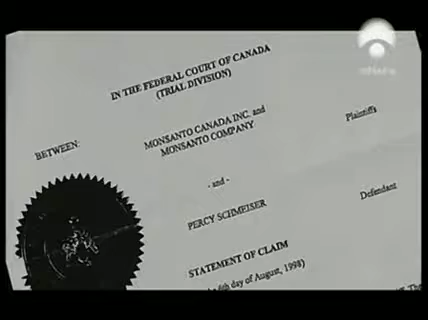 IN THE FEDERAL COURT OF CANADA
(TRIAL DIVISION)
BETWEEN:
MONSANTO CANADA INC. and
MONSANTO COMPANY
Plaintiffs
- and -
PERCY SCHMEISER
Defendant
STATEMENT OF CLAIM
day of August, 1998)